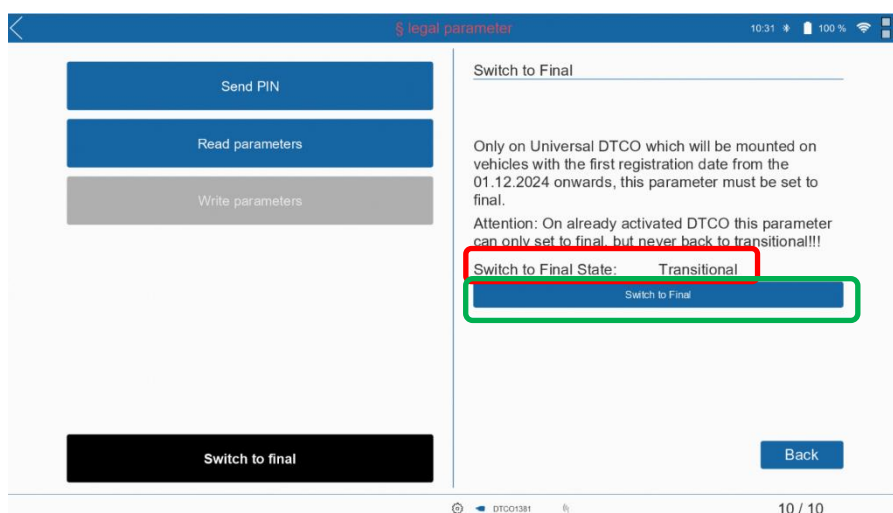 § legal parameter
10:31
100 %
Send PIN
Read parameters
Write parameters
Switch to final
Switch to Final
Only on Universal DTCO which will be mounted on
vehicles with the first registration date from the
01.12.2024 onwards, this parameter must be set to
final.
Attention: On already activated DTCO this parameter
can only set to final, but never back to transitional!!!
Switch to Final State: Transitional
Switch to Final
Back
DTCO1381
10 / 10